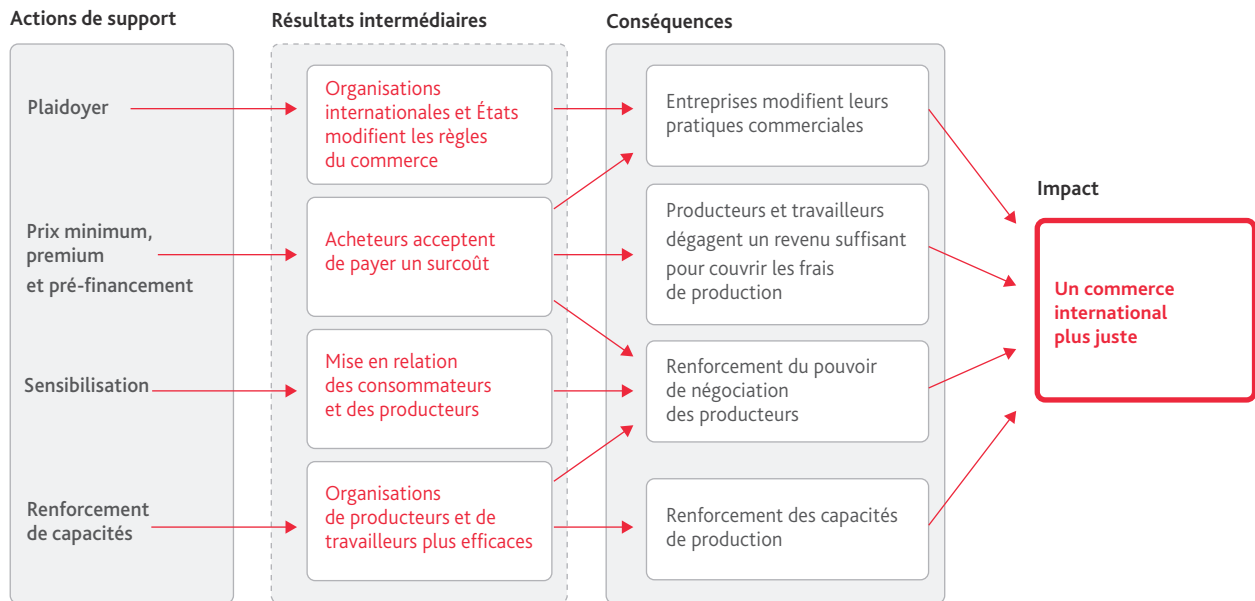 Actions de support
Résultats intermédiaires
Conséquences
Plaidoyer
Organisations
internationales et États
modifient les règles
du commerce
Entreprises modifient leurs
pratiques commerciales
Impact
Prix minimum,
premium
et pré-financement
Acheteurs acceptent
de payer un surcoût
Producteurs et travailleurs
dégagent un revenu suffisant
pour couvrir les frais
de production
Un commerce
international
plus juste
Sensibilisation
Mise en relation
des consommateurs
et des producteurs
Renforcement du pouvoir
de négociation
des producteurs
Renforcement
de capacités
Organisations
de producteurs et de
travailleurs plus efficaces
Renforcement des capacités
de production